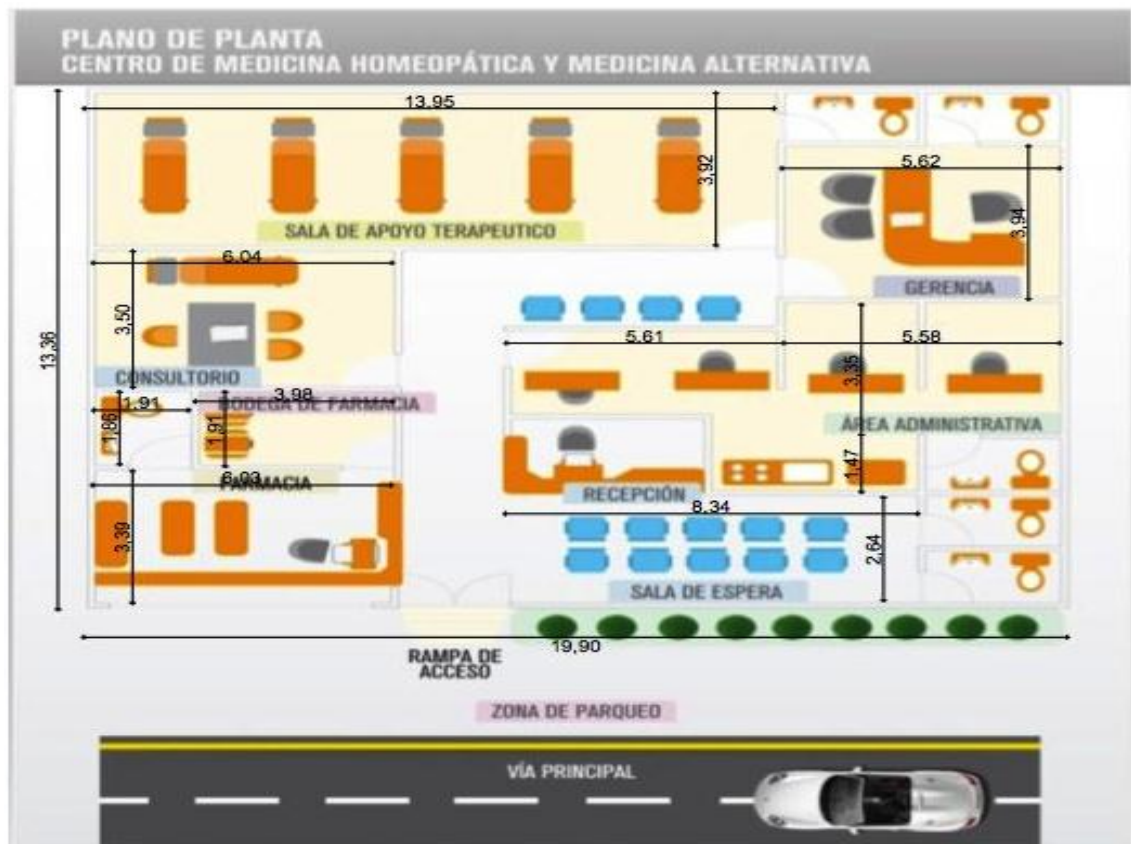 PLANO DE PLANTA
CENTRO DE MEDICINA HOMEOPÁTICA Y MEDICINA ALTERNATIVA
13.95
3,92
5.62
3,94
SALA DE APOYO TERAPEUTICO
6.04
3,50
GERENCIA
13,36
5.61
5.58
3,35
CONSULTORIO
1.91
3.98
BODEGA DE FARMACIA
1,86
1,91
ÁREA ADMINISTRATIVA
1,47
6.03
FARMACIA
RECEPCIÓN
8.34
3,39
2,64
SALA DE ESPERA
19,90
RAMPA DE
ACCESO
ZONA DE PARQUEO
VÍA PRINCIPAL